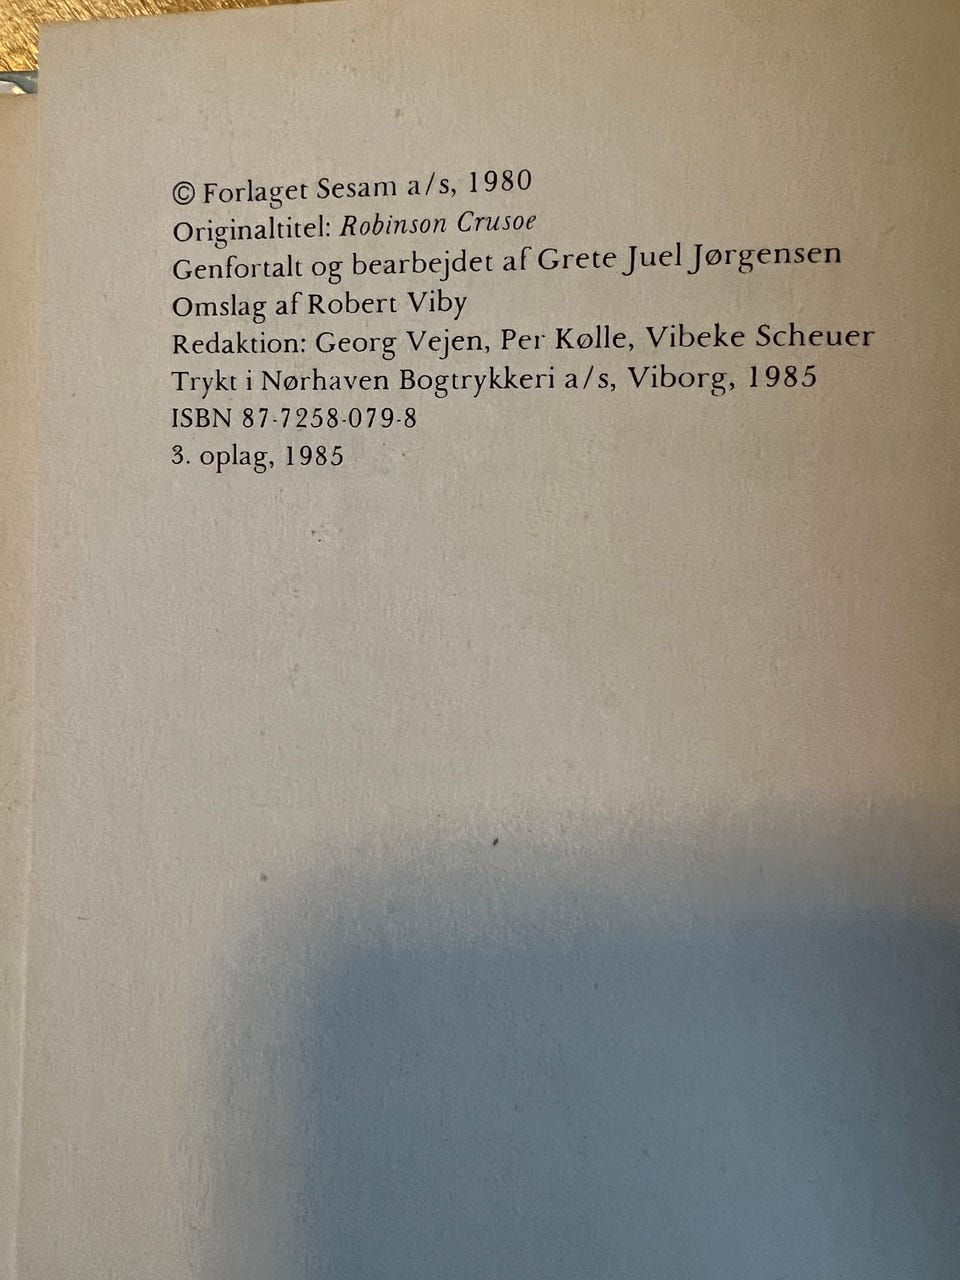 © Forlaget Sesam a/s, 1980
Originaltitel: Robinson Crusoe
Genfortalt og bearbejdet af Grete Juel Jørgensen
Omslag af Robert Viby
Redaktion: Georg Vejen, Per Kølle, Vibeke Scheuer
Trykt i Nørhaven Bogtrykkeri a/s, Viborg, 1985
ISBN 87-7258-079-8
3. oplag, 1985